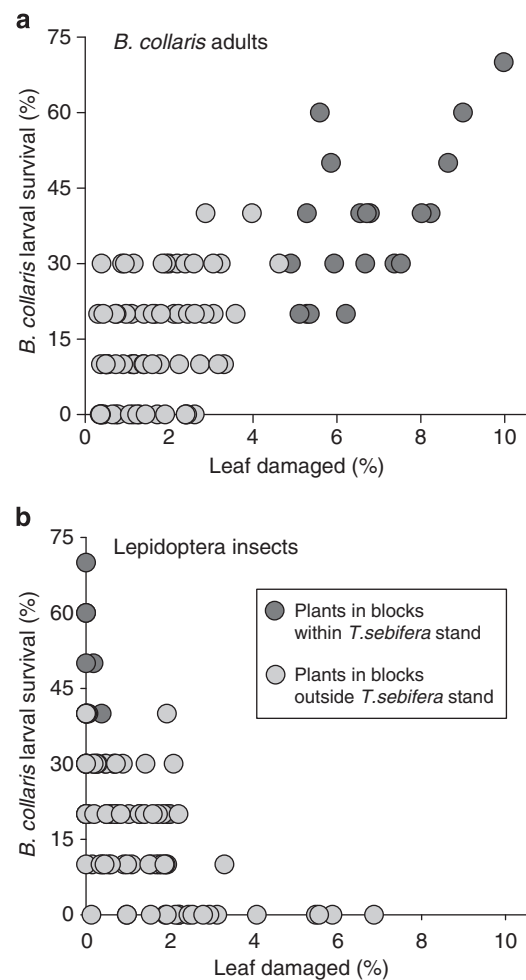 a
75
B. collaris adults
60
45
30
15
0
B. collaris larval survival (%)
0 2 4 6 8 10
Leaf damaged (%)
b
75
Lepidoptera insects
60
45
30
15
0
B. collaris larval survival (%)
Plants in blocks
within T.sebifera stand
Plants in blocks
outside T.sebifera stand
0 2 4 6 8 10
Leaf damaged (%)